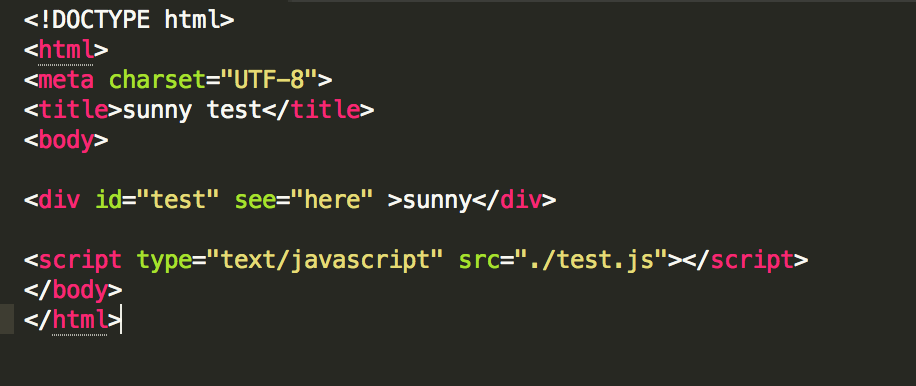 <!DOCTYPE html>
<html>
<meta charset="UTF-8">
<title>sunny test</title>
<body>
<div id="test" see="here" >sunny</div>
<script type="text/javascript" src="./test.js"></script>
</body>
</html>